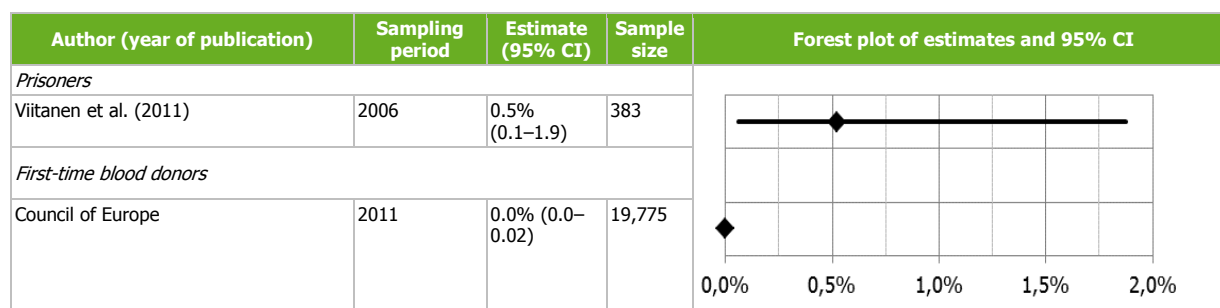 Author (year of publication)
Sampling
period
Estimate
(95% CI)
Sample
size
Forest plot of estimates and 95% CI
Prisoners
Viitanen et al. (2011)
2006
0.5%
(0.1–1.9)
383
First-time blood donors
Council of Europe
2011
0.0% (0.0–
0.02)
19,775
0,0%
0,5%
1,0%
1,5%
2,0%